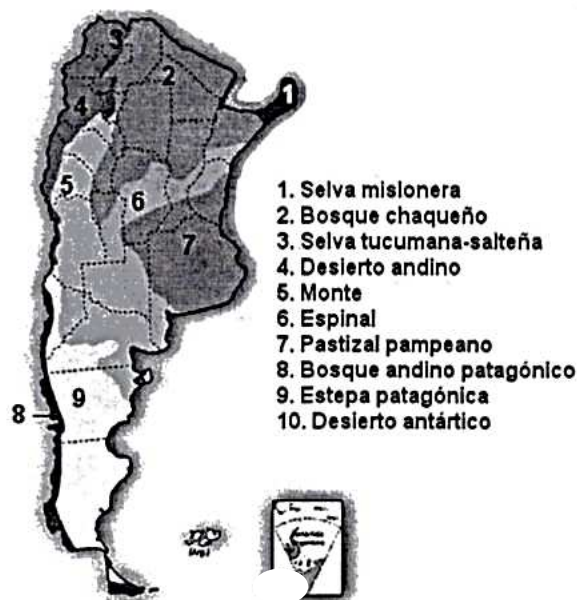 3
2
1
4
5
6
7
1. Selva misionera
2. Bosque chaqueño
3. Selva tucumana-salteña
4. Desierto andino
5. Monte
6. Espinal
7. Pastizal pampeano
8. Bosque andino patagónico
9. Estepa patagónica
10. Desierto antártico
9
8